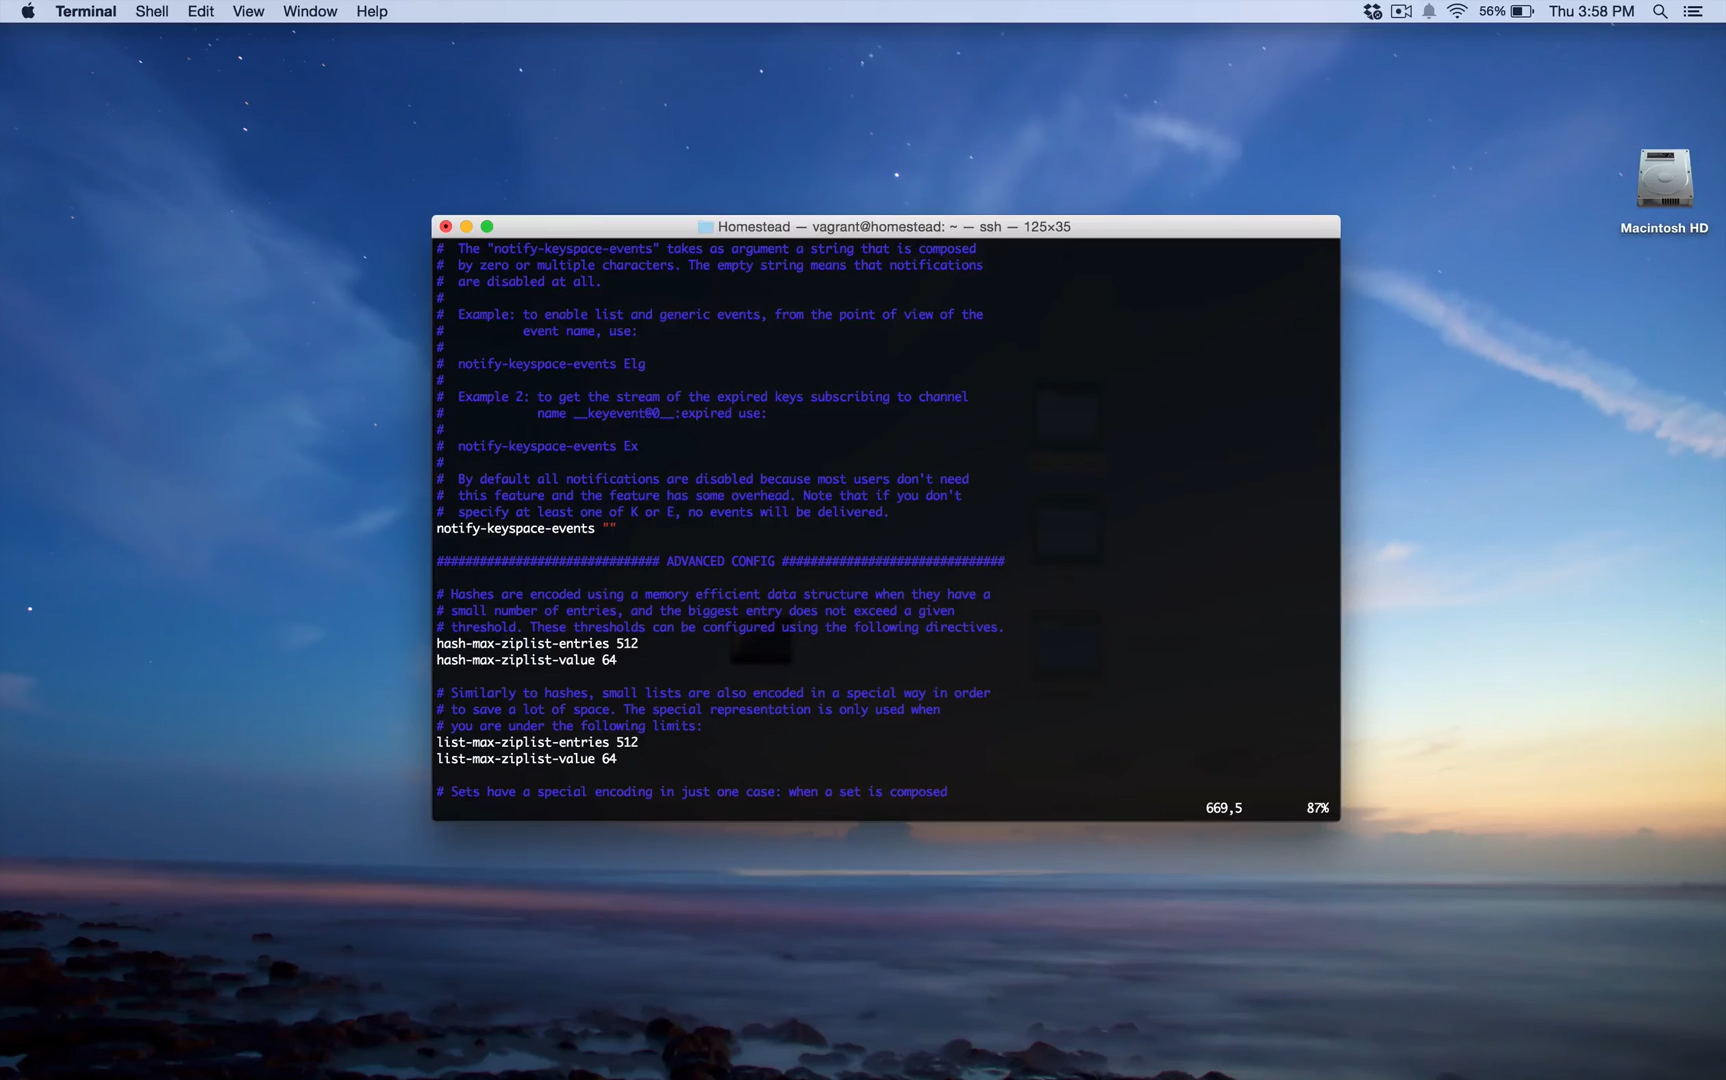 Terminal Shell Edit View Window Help 56% Thu 3:58 PM
Macintosh HD
Homestead — vagrant@homestead: ~ — ssh — 125×35
#  The "notify-keyspace-events" takes as argument a string that is composed
#  by zero or multiple characters. The empty string means that notifications
#  are disabled at all.
#
#  Example: to enable list and generic events, from the point of view of the
#           event name, use:
#
#  notify-keyspace-events Elg
#
#  Example 2: to get the stream of the expired keys subscribing to channel
#             name __keyevent@0__:expired use:
#
#  notify-keyspace-events Ex
#
#  By default all notifications are disabled because most users don't need
#  this feature and the feature has some overhead. Note that if you don't
#  specify at least one of K or E, no events will be delivered.
notify-keyspace-events ""
############################### ADVANCED CONFIG ###############################
# Hashes are encoded using a memory efficient data structure when they have a
# small number of entries, and the biggest entry does not exceed a given
# threshold. These thresholds can be configured using the following directives.
hash-max-ziplist-entries 512
hash-max-ziplist-value 64
# Similarly to hashes, small lists are also encoded in a special way in order
# to save a lot of space. The special representation is only used when
# you are under the following limits:
list-max-ziplist-entries 512
list-max-ziplist-value 64
# Sets have a special encoding in just one case: when a set is composed
669,5 87%